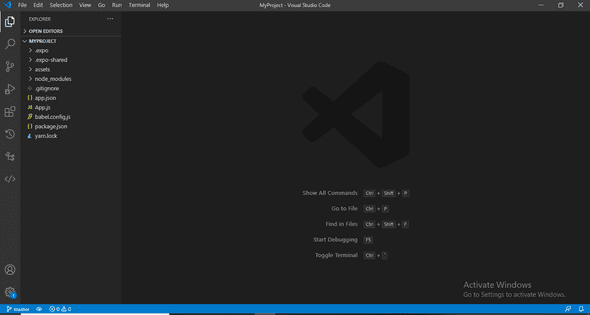 File Edit Selection View Go Run Terminal Help
MyProject - Visual Studio Code
EXPLORER
OPEN EDITORS
MYPROJECT
.expo
.expo-shared
assets
node_modules
.gitignore
{} app.json
JS App.js
babel.config.js
{} package.json
yarn.lock
Show All Commands Ctrl + Shift + P
Go to File Ctrl + P
Find in Files Ctrl + Shift + F
Start Debugging F5
Toggle Terminal Ctrl + `
Activate Windows
Go to Settings to activate Windows.
1
master 0 0